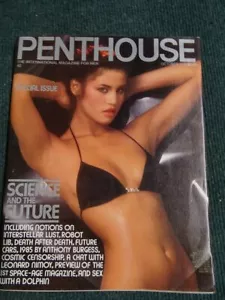 PENTHOUSE
THE INTERNATIONAL MAGAZINE FOR MEN
SPECIAL ISSUE
SCIENCE
AND THE
FUTURE
INCLUDING NOTIONS ON
INTERSTELLAR LUST, ROBOT
LIB, DEATH AFTER DEATH, FUTURE
CARS, 1985 BY ANTHONY BURGESS,
COSMIC CENSORSHIP, A CHAT WITH
LEONARD NIMOY, PREVIEW OF THE
1ST SPACE-AGE MAGAZINE, AND SEX
WITH A DOLPHIN